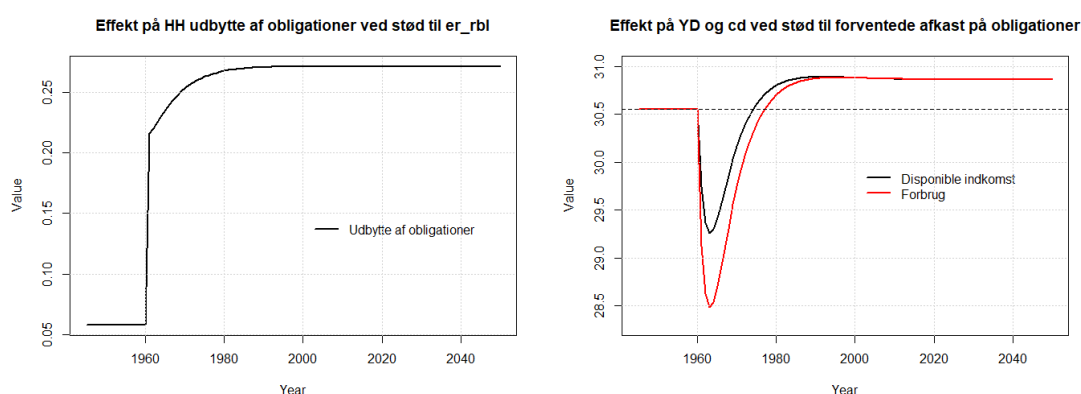 Effekt på HH udbytte af obligationer ved stød til er_rbl
Value
0.05
0.10
0.15
0.20
0.25
Udbytte af obligationer
1960
1980
2000
2020
2040
Year
Effekt på YD og cd ved stød til forventede afkast på obligationer
Value
28.5
29.0
29.5
30.0
30.5
31.0
Disponible indkomst
Forbrug
1960
1980
2000
2020
2040
Year